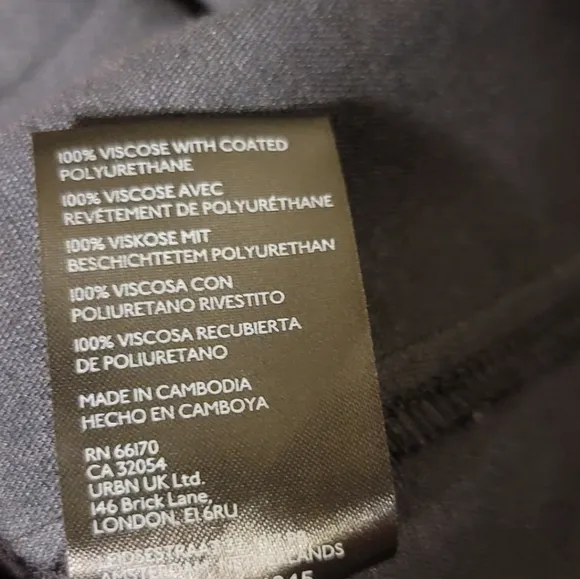 100% VISCOSE WITH COATED
POLYURETHANE
100% VISCOSE AVEC
REVÊTEMENT DE POLYURÉTHANE
100% VISKOSE MIT
BESCHICHTETEM POLYURETHAN
100% VISCOSA CON
POLIURETANO RIVESTITO
100% VISCOSA RECUBIERTA
DE POLIURETANO
MADE IN CAMBODIA
HECHO EN CAMBOYA
RN 66170
CA 32054
URBN UK Ltd.
146 Brick Lane,
LONDON, E1 6RU